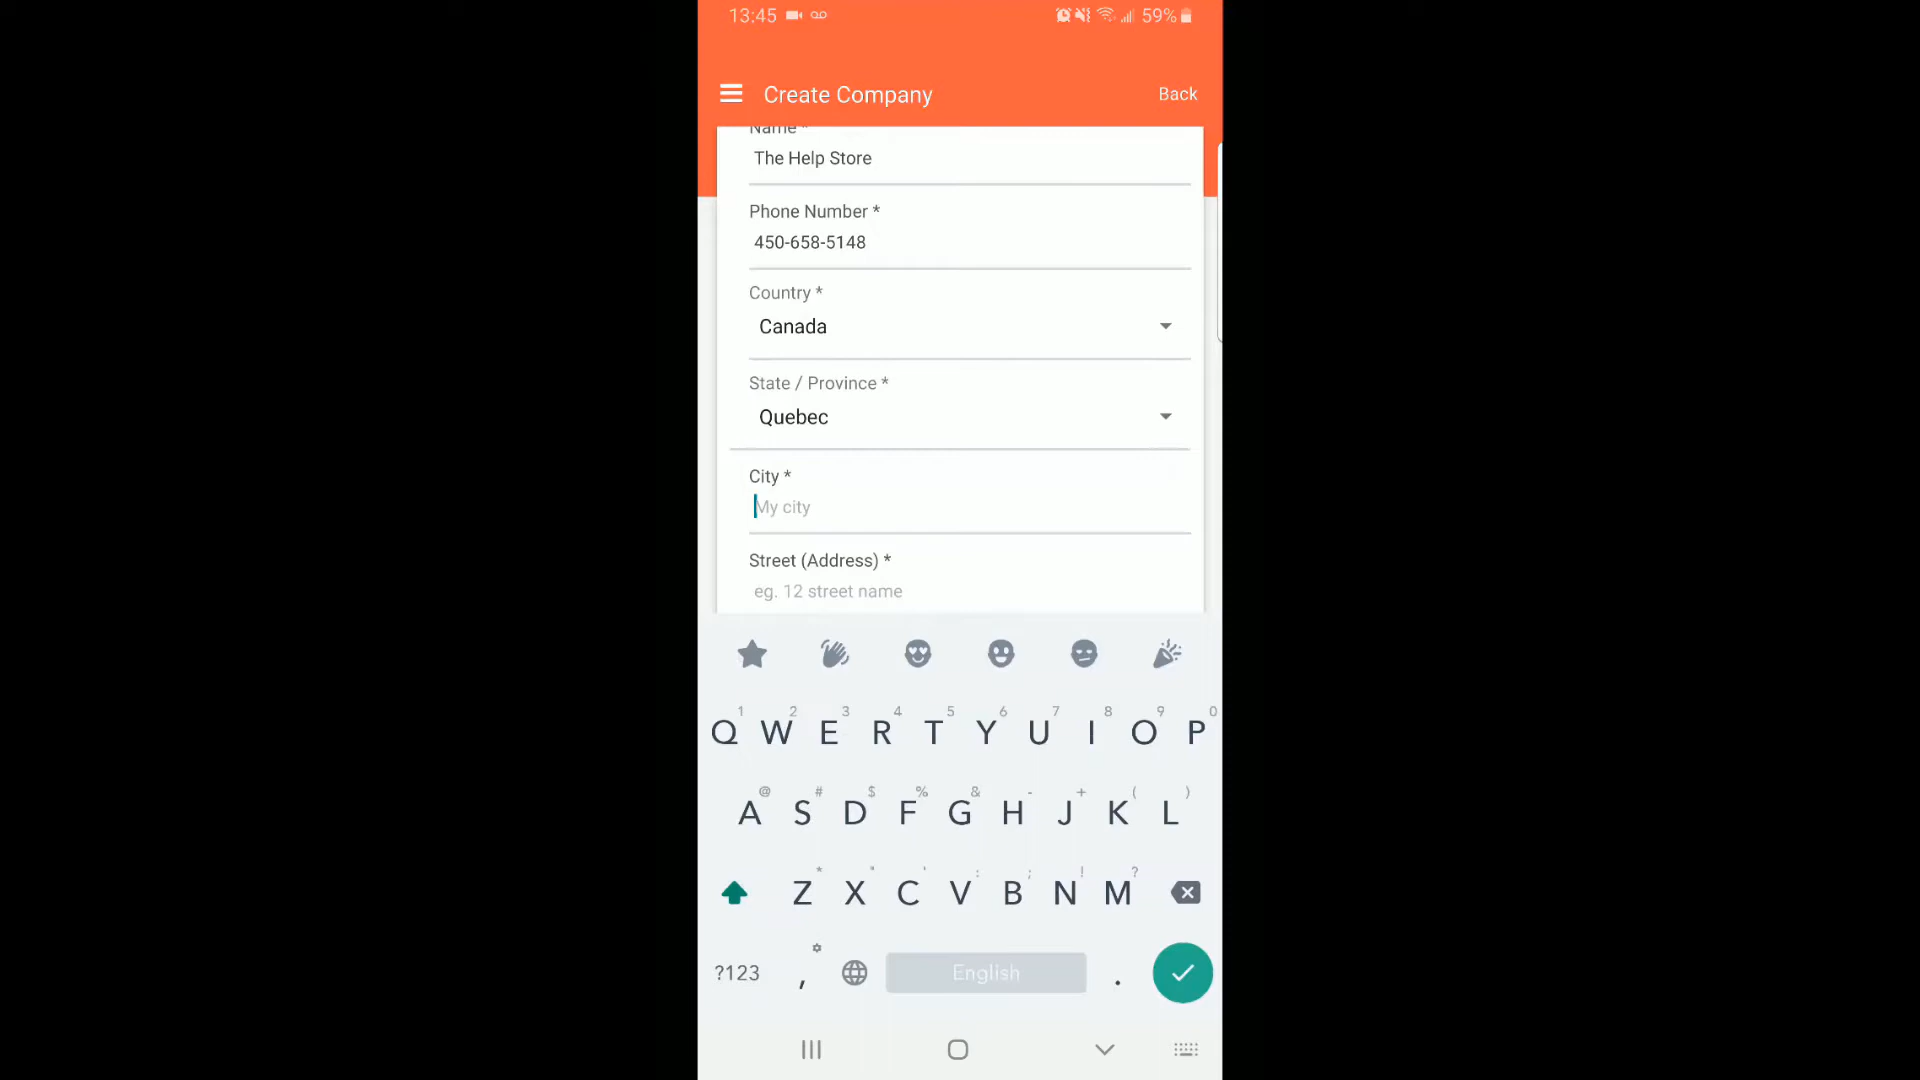 13:45 59%
Create Company Back
Name *
The Help Store
Phone Number *
450-658-5148
Country *
Canada
State / Province *
Quebec
City *
My city
Street (Address) *
eg. 12 street name
1 2 3 4 5 6 7 8 9 0
Q W E R T Y U I O P
@ # $ % & - + ( )
A S D F G H J K L
* " ' : ; ! ?
Z X C V B N M
?123 , English .